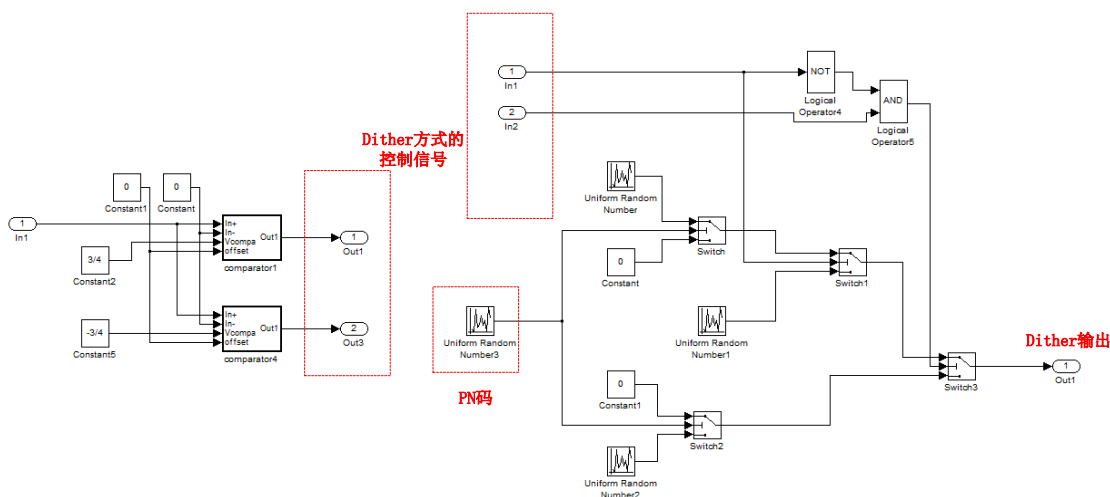 1
In1
2
In2
NOT
Logical
Operator4
AND
Logical
Operator5
Dither方式的
控制信号
0
Constant1
0
Constant
1
In1
In+
In-
Vcompa
offset
Out1
comparator1
1
Out1
3/4
Constant2
In+
In-
Vcompa
offset
Out1
comparator4
2
Out3
-3/4
Constant5
Uniform Random
Number
Switch
0
Constant
Switch1
Uniform Random
Number3
PN码
Uniform Random
Number1
Dither输出
1
Out1
Switch3
0
Constant1
Switch2
Uniform Random
Number2